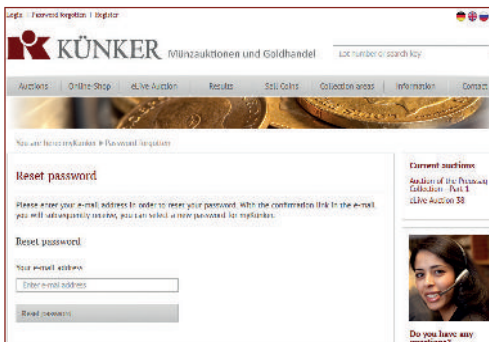 Login | Password forgotten | Register
KÜNKER Münzauktionen und Goldhandel
Lot number or search key
Auctions Online-Shop eLive Auction Results Sell Coins Collection areas Information Contact
You are here: myKünker Password forgotten
Reset password
Please enter your e-mail address in order to reset your password. With the confirmation link in the e-mail
you will subsequently receive, you can select a new password for myKünker.
Reset password
Your e-mail address
Enter e-mail address
Reset password
Current auctions
Auction of the Preussag
Collection - Part 1
eLive Auction 38
Do you have any
questions?